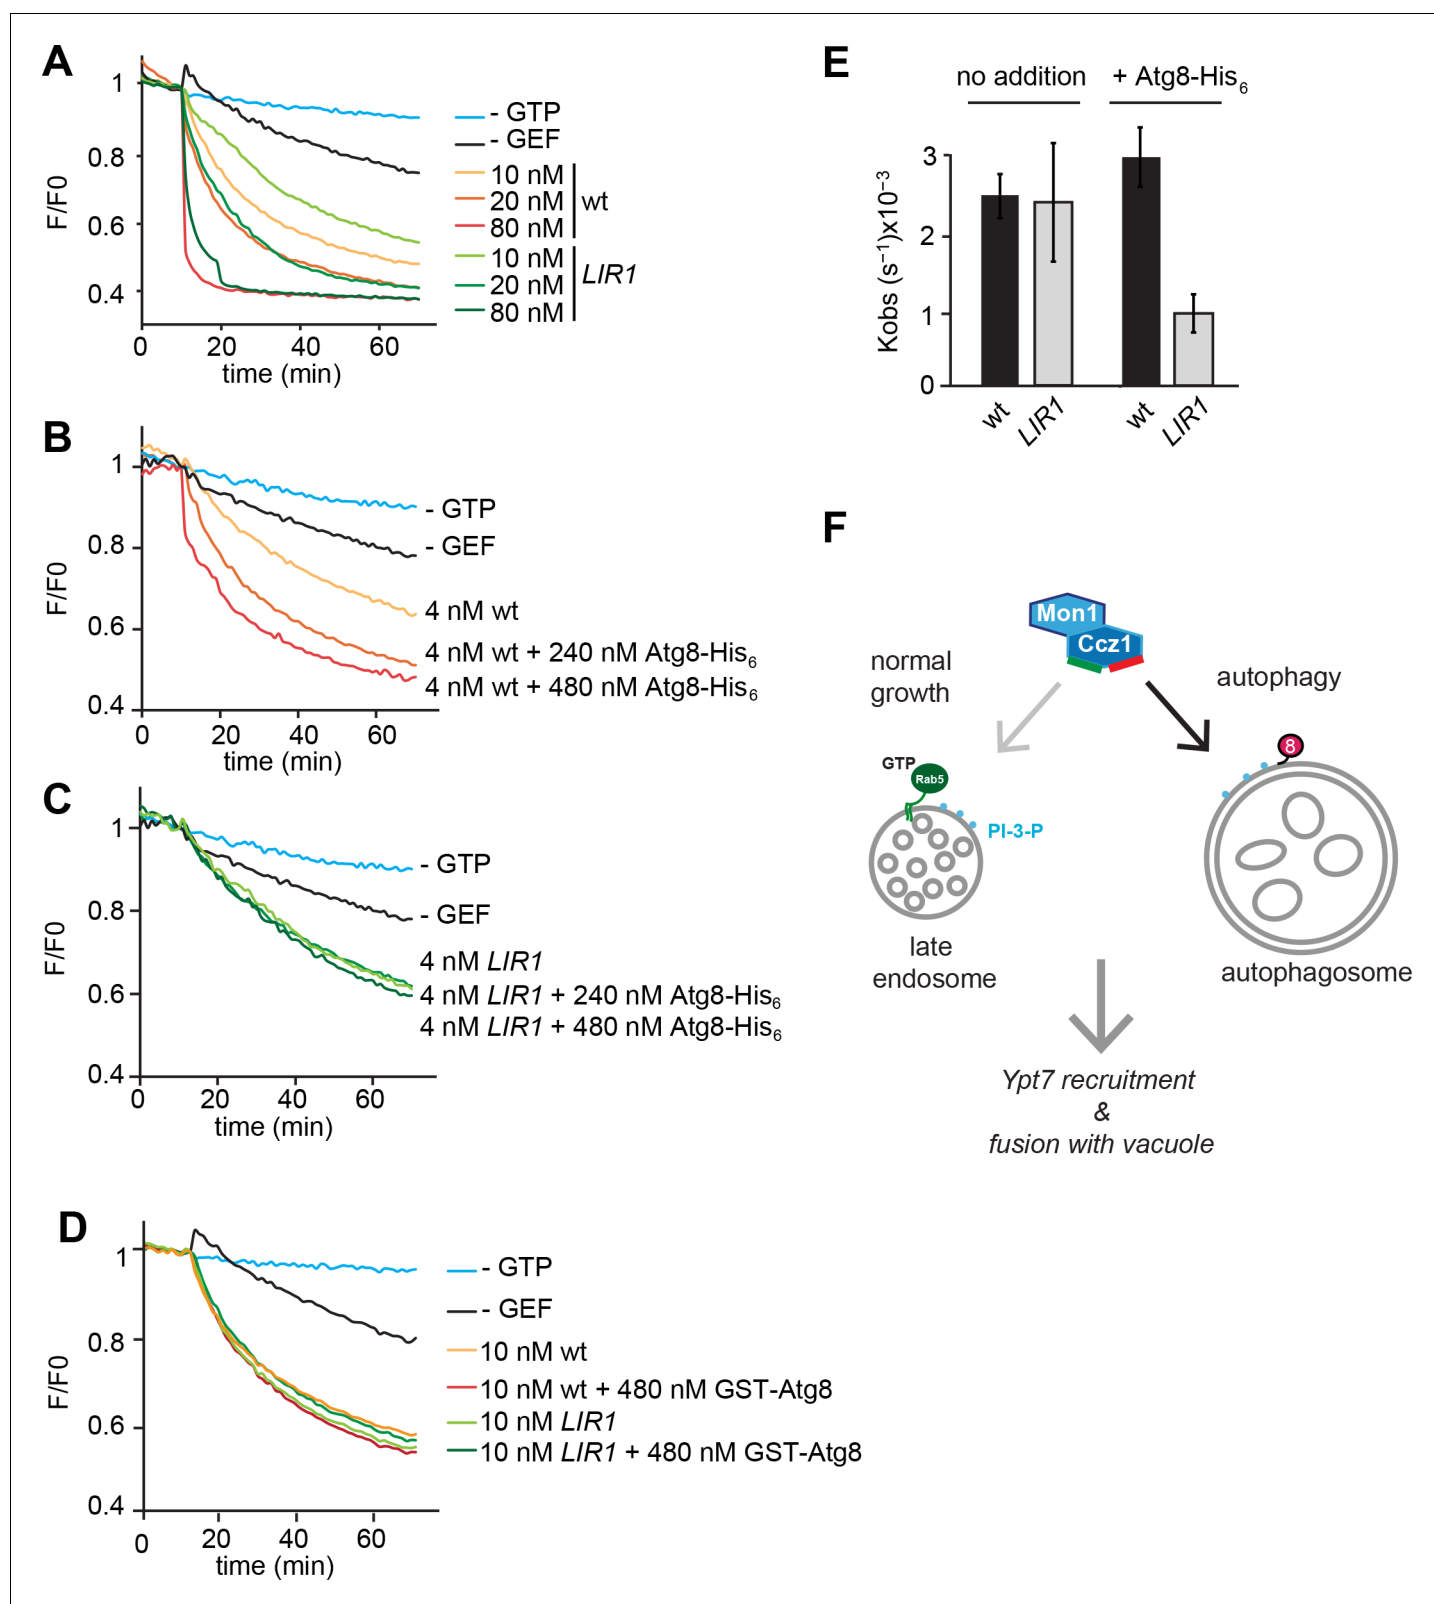 A
1
0.8
0.6
0.4
F/F0
0
20
40
60
time (min)
- GTP
- GEF
10 nM
20 nM
80 nM
wt
10 nM
20 nM
80 nM
LIR1
B
1
0.8
0.6
0.4
F/F0
0
20
40
60
time (min)
- GTP
- GEF
4 nM wt
4 nM wt + 240 nM Atg8-His6
4 nM wt + 480 nM Atg8-His6
C
1
0.8
0.6
0.4
F/F0
0
20
40
60
time (min)
- GTP
- GEF
4 nM LIR1
4 nM LIR1 + 240 nM Atg8-His6
4 nM LIR1 + 480 nM Atg8-His6
D
1
0.8
0.6
0.4
F/F0
0
20
40
60
time (min)
- GTP
- GEF
10 nM wt
10 nM wt + 480 nM GST-Atg8
10 nM LIR1
10 nM LIR1 + 480 nM GST-Atg8
E
no addition
+ Atg8-His6
3
2
1
0
Kobs (s−1)x10−3
wt
LIR1
wt
LIR1
F
Mon1
Ccz1
normal
growth
autophagy
GTP
Rab5
PI-3-P
8
late
endosome
autophagosome
Ypt7 recruitment
&
fusion with vacuole